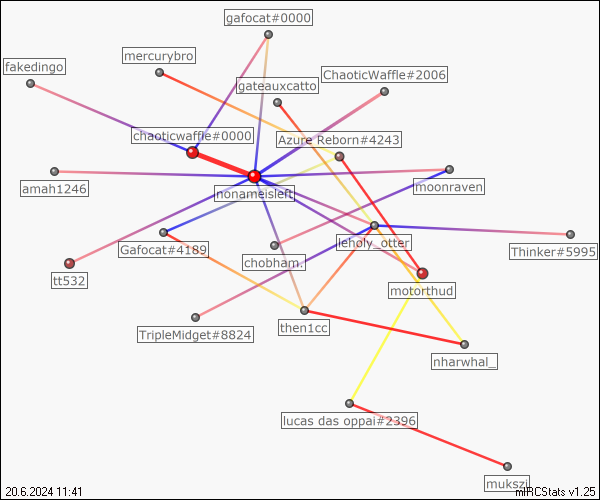 gafocat#0000
mercurybro
fakedingo
ChaoticWaffle#2006
gateauxcatto
chaoticwaffle#0000
Azure Reborn#4243
amah1246
nonameisleft
moonraven
Gafocat#4189
leholy_otter
Thinker#5995
chobham.
tt532
motorthud
TripleMidget#8824
then1cc
nharwhal_
lucas das oppai#2396
mukszi
20.6.2024 11:41
mIRCStats v1.25